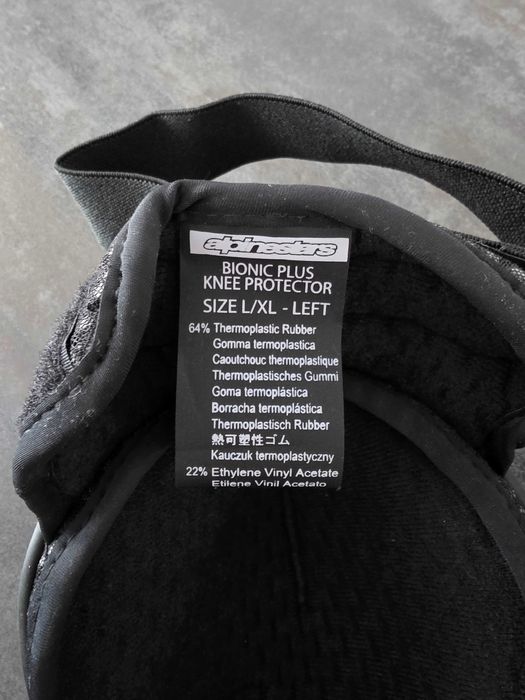 alpinestars
BIONIC PLUS
KNEE PROTECTOR
SIZE L/XL - LEFT
64% Thermoplastic Rubber
Gomma termoplastica
Caoutchouc thermoplastique
Thermoplastisches Gummi
Goma termoplástica
Borracha termoplástica
Thermoplastisch Rubber
熱可塑性ゴム
Kauczuk termoplastyczny
22% Ethylene Vinyl Acetate
Etilene Vinil Acetato